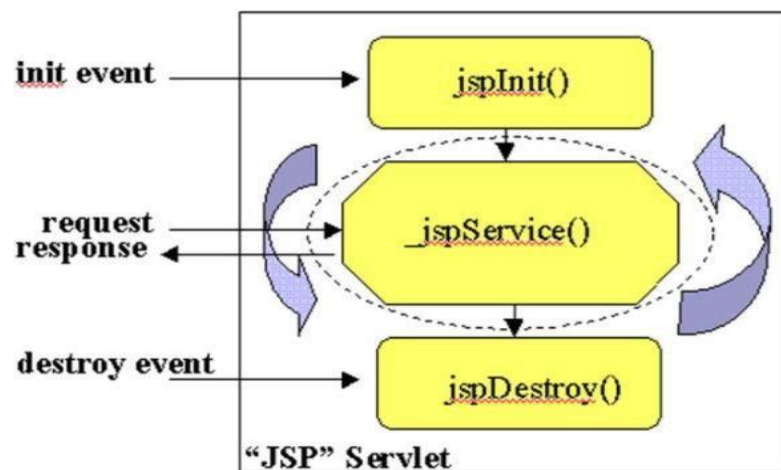 init event
jspInit()
request
response
_jspService()
destroy event
jspDestroy()
“JSP” Servlet